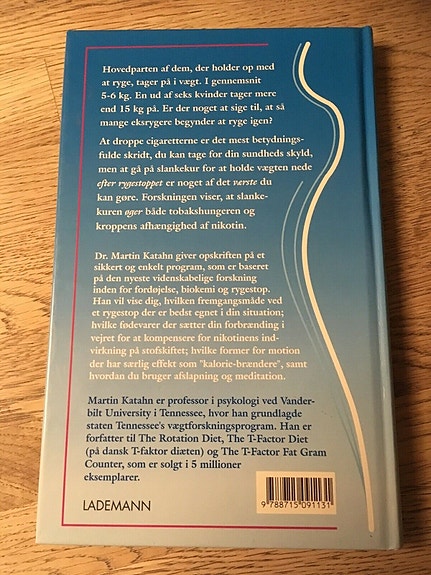 Hovedparten af dem, der holder op med
at ryge, tager på i vægt. I gennemsnit
5-6 kg. En ud af seks kvinder tager mere
end 15 kg på. Er der noget at sige til, at så
mange eksrygere begynder at ryge igen?
At droppe cigaretterne er det mest betydnings-
fulde skridt, du kan tage for din sundheds skyld,
men at gå på slankekur for at holde vægten nede
efter rygestoppet er noget af det værste du
kan gøre. Forskningen viser, at slanke-
kuren øger både tobakshungeren og
kroppens afhængighed af nikotin.
Dr. Martin Katahn giver opskriften på et
sikkert og enkelt program, som er baseret
på den nyeste videnskabelige forskning
inden for fordøjelse, biokemi og rygestop.
Han vil vise dig, hvilken fremgangsmåde ved
et rygestop der er bedst egnet i din situation;
hvilke fødevarer der sætter din forbrænding i
vejret for at kompensere for nikotinens ind-
virkning på stofskiftet; hvilke former for motion
der har særlig effekt som "kalorie-brændere", samt
hvordan du bruger afslapning og meditation.
Martin Katahn er professor i psykologi ved Vander-
bilt University i Tennessee, hvor han grundlagde
staten Tennessee's vægtforskningsprogram. Han er
forfatter til The Rotation Diet, The T-Factor Diet
(på dansk T-faktor diæten) og The T-Factor Fat Gram
Counter, som er solgt i 5 millioner
eksemplarer.
LADEMANN
9 788715 091131